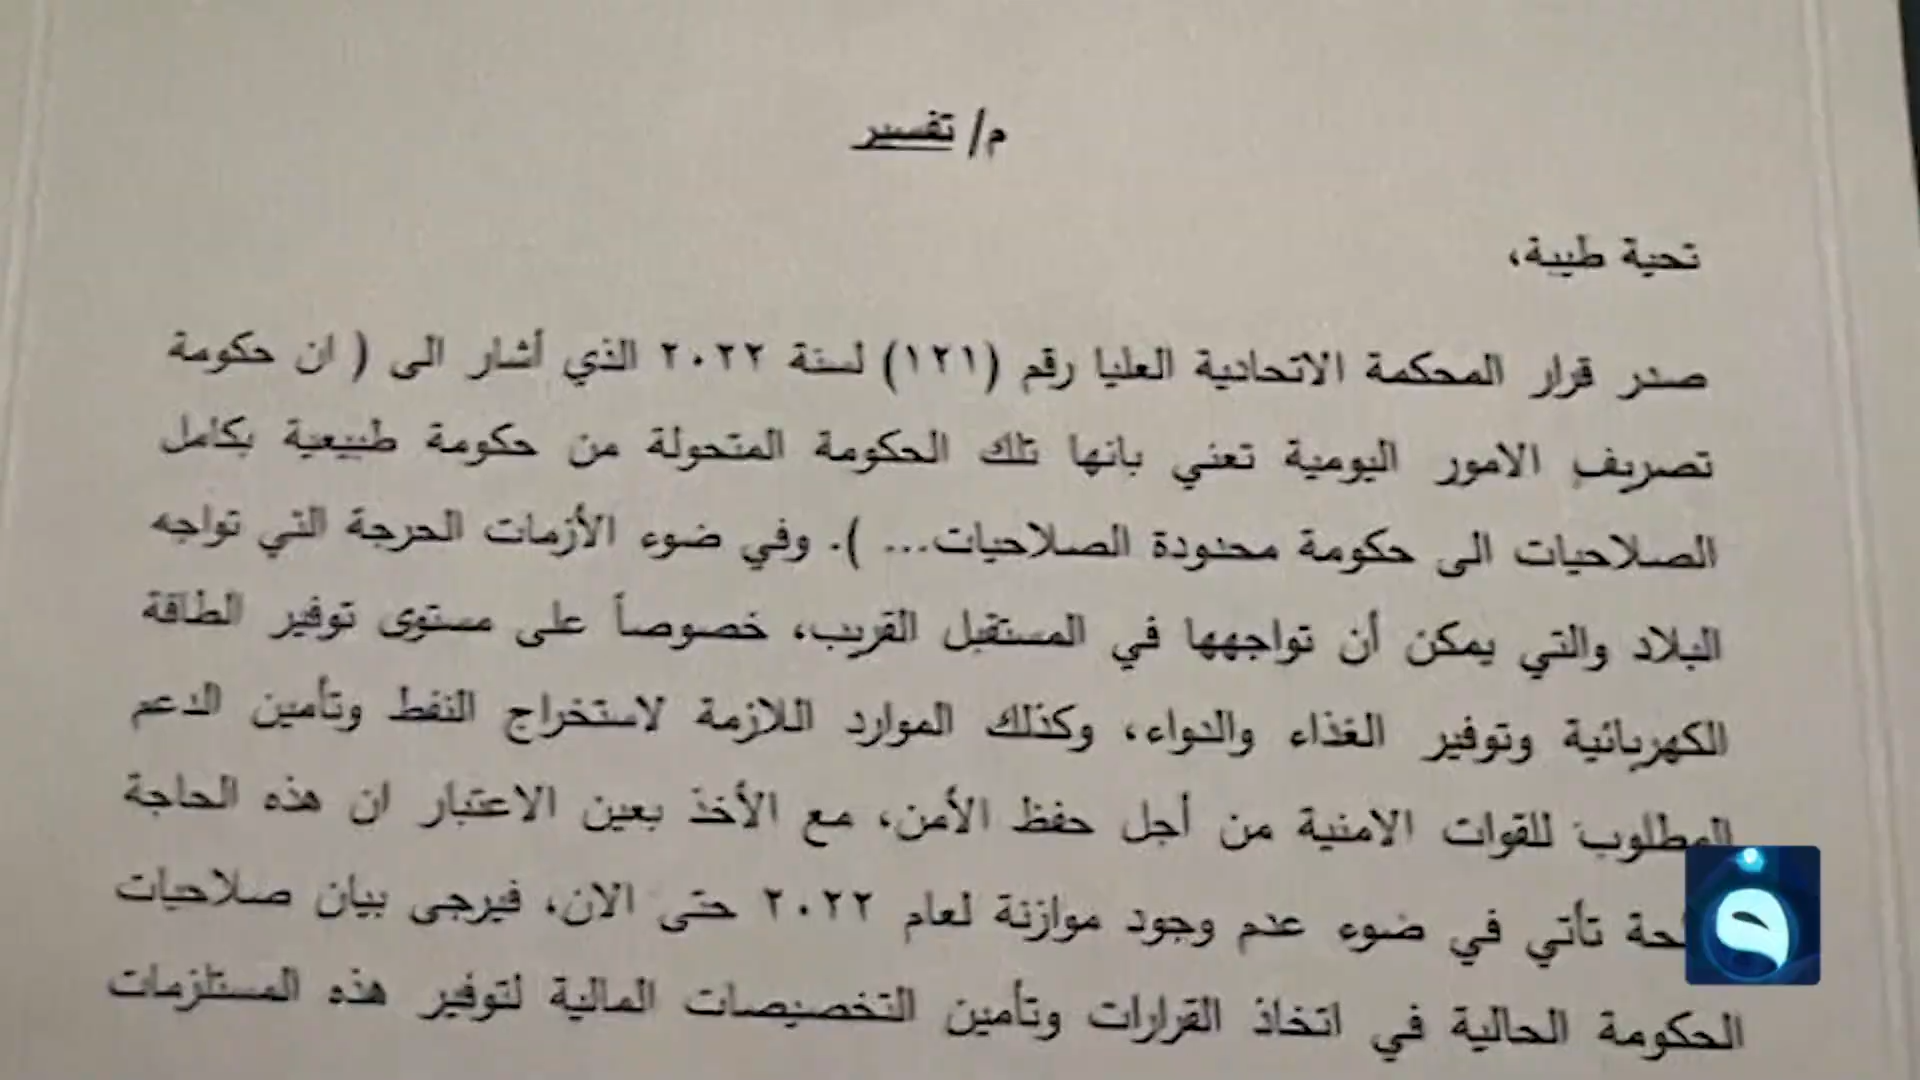 م/ تفسير
تحية طيبة،
صدر قرار المحكمة الاتحادية العليا رقم (١٢١) لسنة ٢٠٢٢ الذي أشار الى ( ان حكومة
تصريف الامور اليومية تعني بانها تلك الحكومة المتحولة من حكومة طبيعية بكامل
الصلاحيات الى حكومة محدودة الصلاحيات... ). وفي ضوء الأزمات الحرجة التي تواجه
البلاد والتي يمكن أن تواجهها في المستقبل القريب، خصوصاً على مستوى توفير الطاقة
الكهربائية وتوفير الغذاء والدواء، وكذلك الموارد اللازمة لاستخراج النفط وتأمين الدعم
المطلوب للقوات الامنية من أجل حفظ الأمن، مع الأخذ بعين الاعتبار ان هذه الحاجة
تأتي في ضوء عدم وجود موازنة لعام ٢٠٢٢ حتى الان، فيرجى بيان صلاحيات
الحكومة الحالية في اتخاذ القرارات وتأمين التخصيصات المالية لتوفير هذه المستلزمات